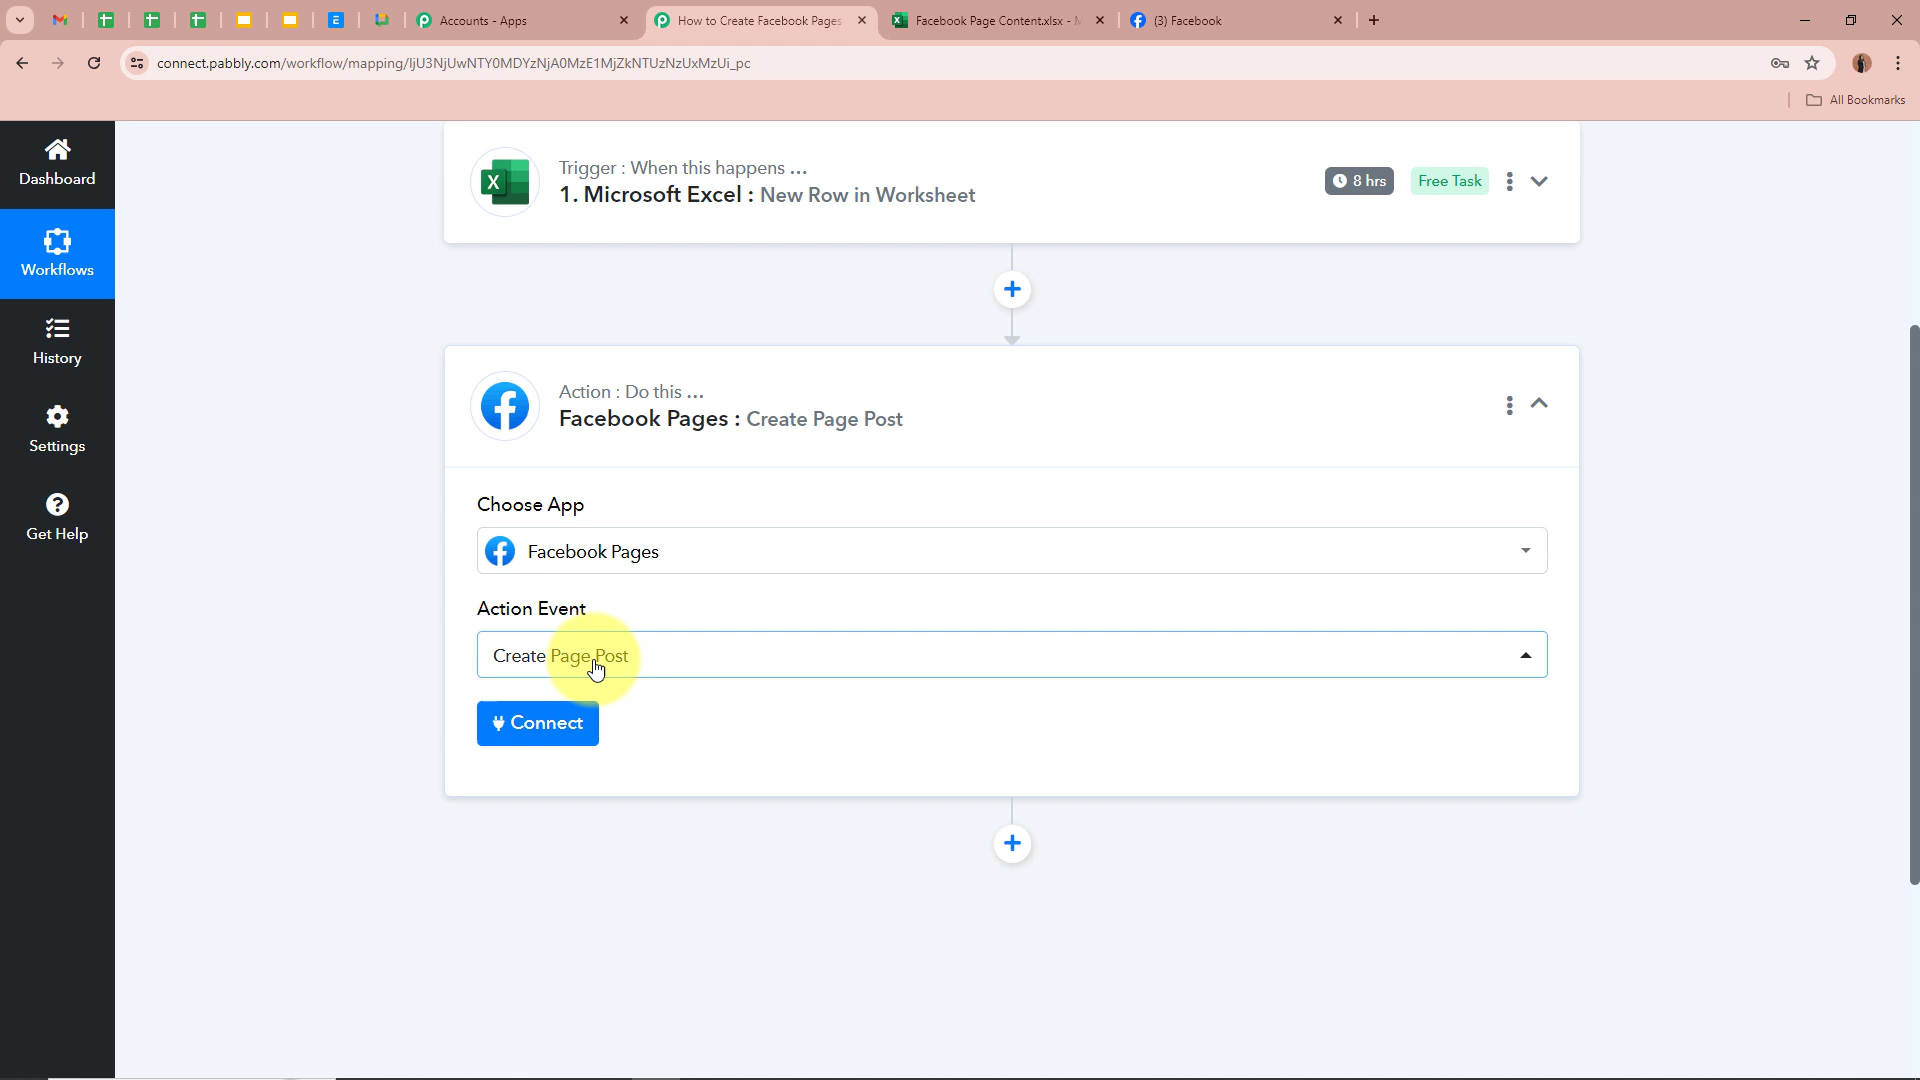 Accounts - Apps
How to Create Facebook Pages
Facebook Page Content.xlsx - M
(3) Facebook
connect.pabbly.com/workflow/mapping/IjU3NjUwNTY0MDYzNjA0MzE1MjZkNTUzNzUxMzUi_pc
All Bookmarks
Dashboard
Workflows
History
Settings
Get Help
Trigger : When this happens ...
1. Microsoft Excel : New Row in Worksheet
8 hrs
Free Task
Action : Do this ...
Facebook Pages : Create Page Post
Choose App
Facebook Pages
Action Event
Create Page Post
Connect